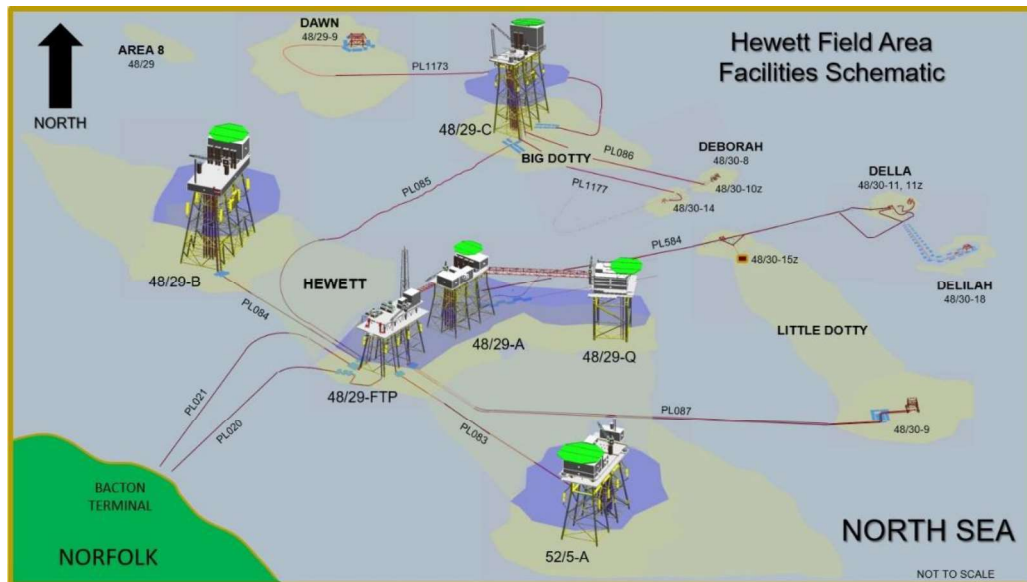 DAWN
48/29-9
AREA 8
48/29
Hewett Field Area
Facilities Schematic
PL1173
NORTH
48/29-C
BIG DOTTY
PL086
DEBORAH
48/30-8
48/30-10z
DELLA
48/30-11, 11z
PL085
PL1177
48/30-14
PL584
48/30-15z
48/29-B
HEWETT
DELILAH
48/30-18
PL084
48/29-A
48/29-Q
LITTLE DOTTY
48/29-FTP
PL021
PL020
PL083
PL087
48/30-9
BACTON
TERMINAL
NORFOLK
52/5-A
NORTH SEA
NOT TO SCALE